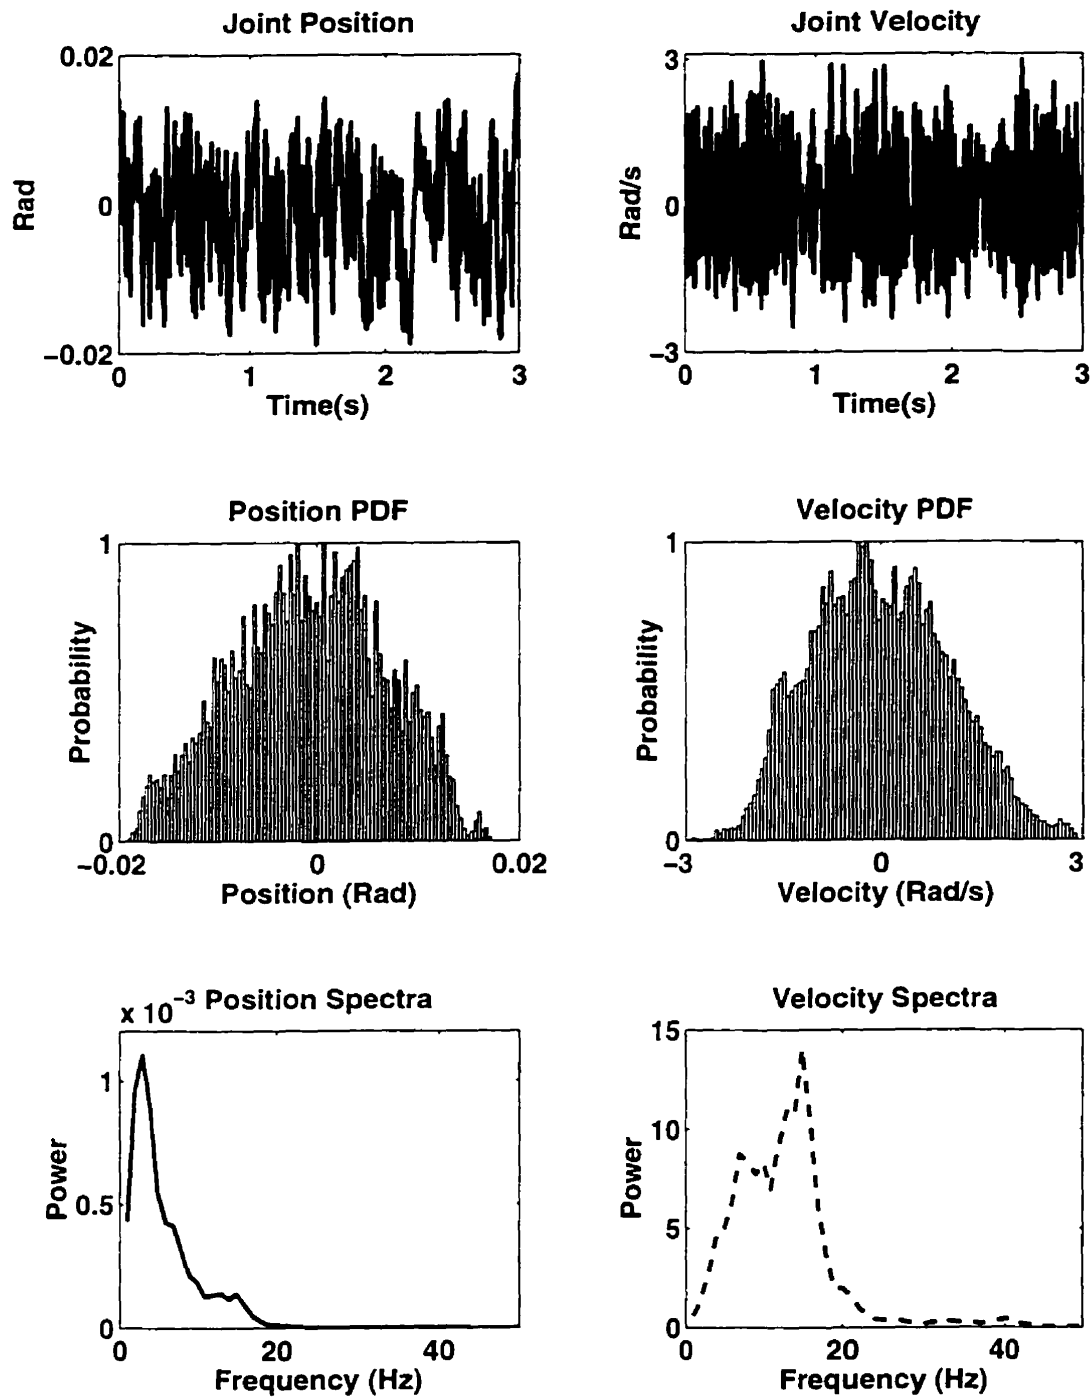 Joint Position
0.02
0
−0.02
Rad
0 1 2 3
Time(s)
Joint Velocity
3
0
−3
Rad/s
0 1 2 3
Time(s)
Position PDF
1
0
Probability
−0.02 0 0.02
Position (Rad)
Velocity PDF
1
0
Probability
−3 0 3
Velocity (Rad/s)
x 10⁻³ Position Spectra
1
0.5
0
Power
0 20 40
Frequency (Hz)
Velocity Spectra
15
10
5
0
Power
0 20 40
Frequency (Hz)